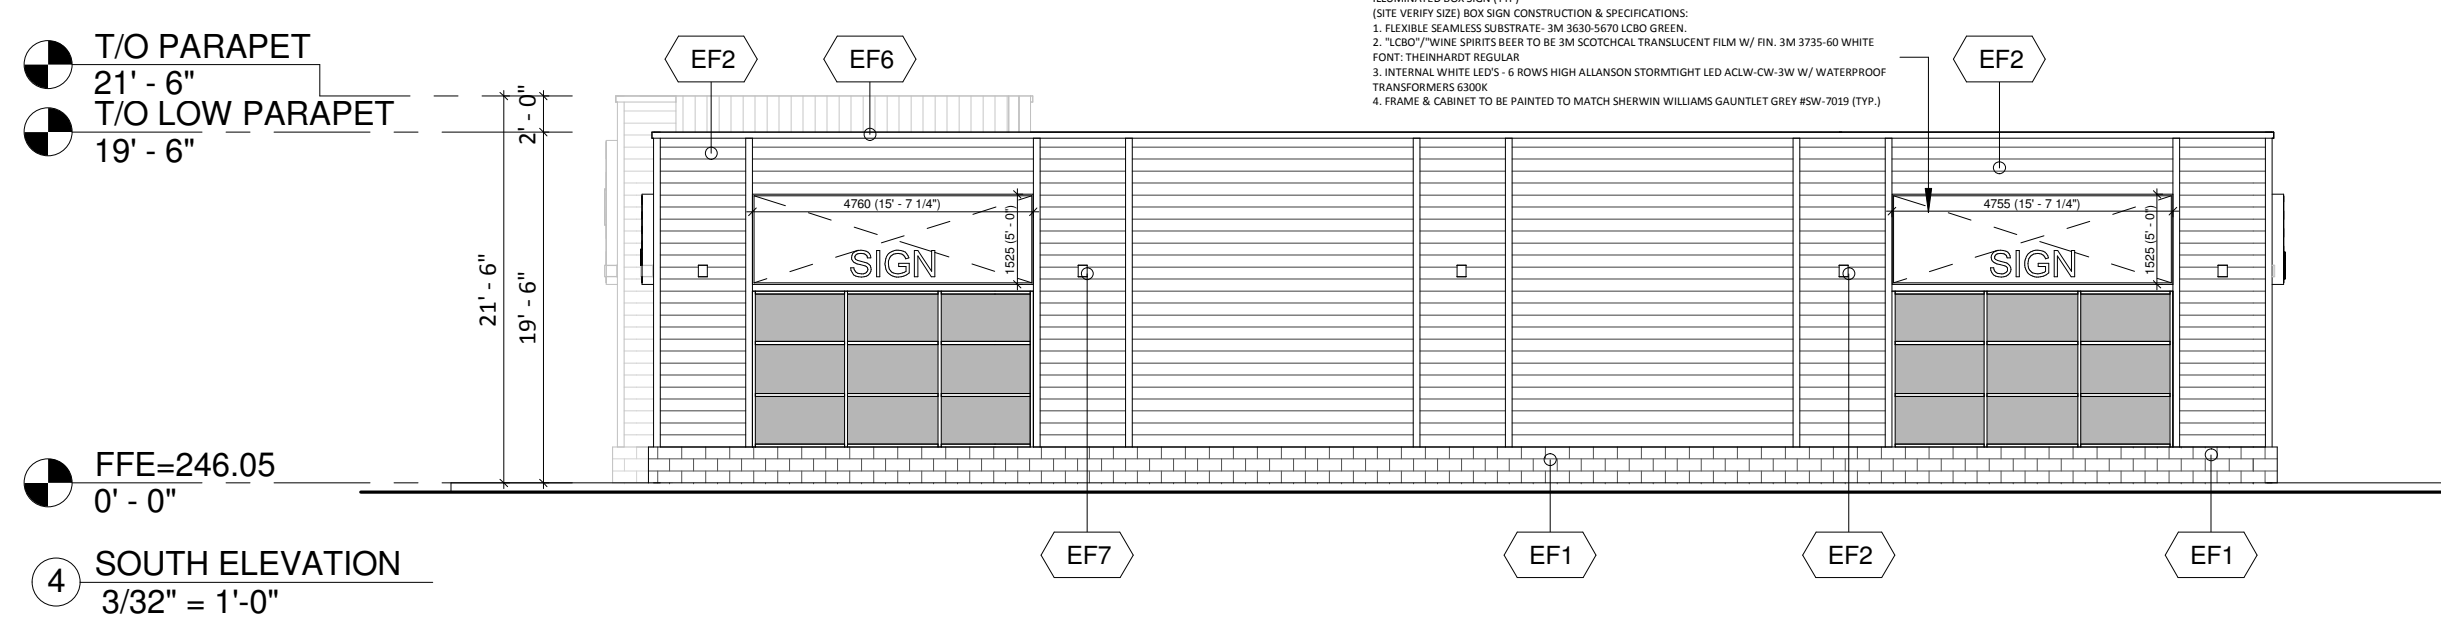 ILLUMINATED BOX SIGN (TYP)
(SITE VERIFY SIZE) BOX SIGN CONSTRUCTION & SPECIFICATIONS:
1. FLEXIBLE SEAMLESS SUBSTRATE- 3M 3630-5670 LCBO GREEN.
2. "LCBO"/"WINE SPIRITS BEER TO BE 3M SCOTCHCAL TRANSLUCENT FILM W/ FIN. 3M 3735-60 WHITE
FONT: THEINHARDT REGULAR
3. INTERNAL WHITE LED'S - 6 ROWS HIGH ALLANSON STORMTIGHT LED ACLW-CW-3W W/ WATERPROOF
TRANSFORMERS 6300K
4. FRAME & CABINET TO BE PAINTED TO MATCH SHERWIN WILLIAMS GAUNTLET GREY #SW-7019 (TYP.)
T/O PARAPET
21' - 6"
T/O LOW PARAPET
19' - 6"
EF2
EF6
EF2
2' - 0"
21' - 6"
19' - 6"
4760 (15' - 7 1/4")
1525 (5' - 0")
SIGN
4755 (15' - 7 1/4")
1525 (5' - 0")
SIGN
FFE=246.05
0' - 0"
EF7
EF1
EF2
EF1
4
SOUTH ELEVATION
3/32" = 1'-0"